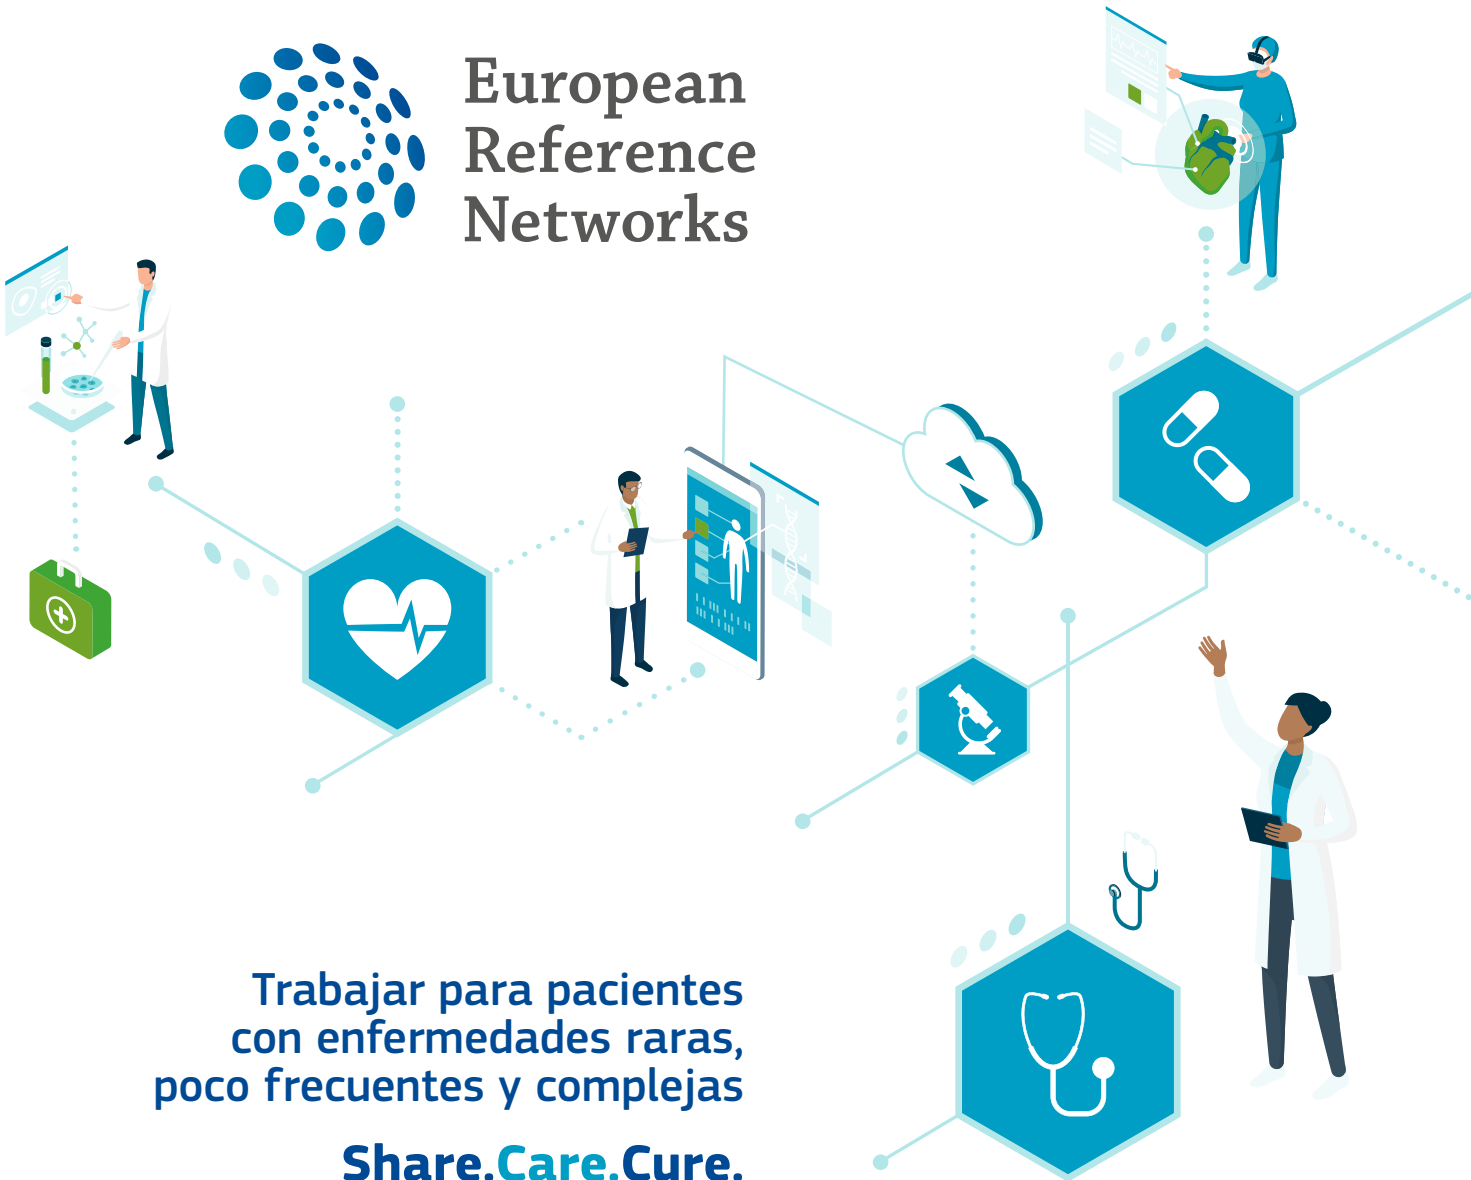 European
Reference
Networks
Trabajar para pacientes
con enfermedades raras,
poco frecuentes y complejas
Share.Care.Cure.